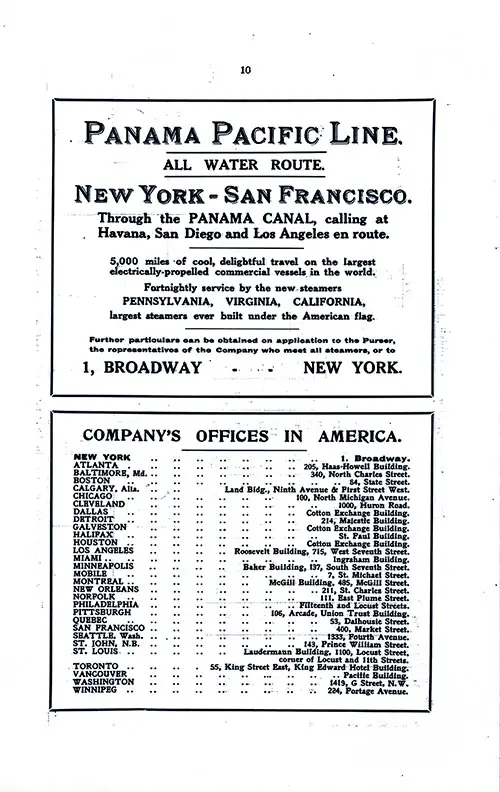 10
PANAMA PACIFIC LINE.
ALL WATER ROUTE.
NEW YORK - SAN FRANCISCO.
Through the PANAMA CANAL, calling at
Havana, San Diego and Los Angeles en route.
5,000 miles of cool, delightful travel on the largest
electrically-propelled commercial vessels in the world.
Fortnightly service by the new steamers
PENNSYLVANIA, VIRGINIA, CALIFORNIA,
largest steamers ever built under the American flag.
Further particulars can be obtained on application to the Purser,
the representatives of the Company who meet all steamers, or to
1, BROADWAY - - - NEW YORK.
COMPANY'S OFFICES IN AMERICA.
NEW YORK .. .. .. .. .. .. .. 1. Broadway.
ATLANTA .. .. .. .. .. .. 205, Haas-Howell Building.
BALTIMORE, Md. .. .. .. .. .. .. 340, North Charles Street.
BOSTON .. .. .. .. .. .. .. .. 84, State Street.
CALGARY, Alta. .. .. .. Land Bldg., Ninth Avenue & First Street West.
CHICAGO .. .. .. .. .. .. 100, North Michigan Avenue.
CLEVELAND .. .. .. .. .. .. .. 1000, Huron Road.
DALLAS .. .. .. .. .. .. Cotton Exchange Building.
DETROIT .. .. .. .. .. .. .. 214, Majestic Building.
GALVESTON .. .. .. .. .. .. Cotton Exchange Building.
HALIFAX .. .. .. .. .. .. .. St. Paul Building.
HOUSTON .. .. .. .. .. .. Cotton Exchange Building.
LOS ANGELES .. .. .. .. Roosevelt Building, 715, West Seventh Street.
MIAMI .. .. .. .. .. .. .. .. Ingraham Building.
MINNEAPOLIS .. .. .. .. Baker Building, 137, South Seventh Street.
MOBILE .. .. .. .. .. .. .. 7, St. Michael Street.
MONTREAL .. .. .. .. .. McGill Building, 485, McGill Street.
NEW ORLEANS .. .. .. .. .. .. .. 211, St. Charles Street.
NORFOLK .. .. .. .. .. .. .. 111, East Plume Street.
PHILADELPHIA .. .. .. .. .. .. Fifteenth and Locust Streets.
PITTSBURGH .. .. .. .. .. 106, Arcade, Union Trust Building.
QUEBEC .. .. .. .. .. .. .. 53, Dalhousie Street.
SAN FRANCISCO .. .. .. .. .. .. .. 400, Market Street.
SEATTLE, Wash. .. .. .. .. .. .. .. 1333, Fourth Avenue.
ST. JOHN, N.B. .. .. .. .. .. .. 143, Prince William Street.
ST. LOUIS .. .. .. .. .. Laudermann Building, 1100, Locust Street,
corner of Locust and 11th Streets.
TORONTO .. .. .. .. 55, King Street East, King Edward Hotel Building.
VANCOUVER .. .. .. .. .. .. .. .. Pacific Building.
WASHINGTON .. .. .. .. .. .. .. 1419, G Street, N.W.
WINNIPEG .. .. .. .. .. .. .. 224, Portage Avenue.